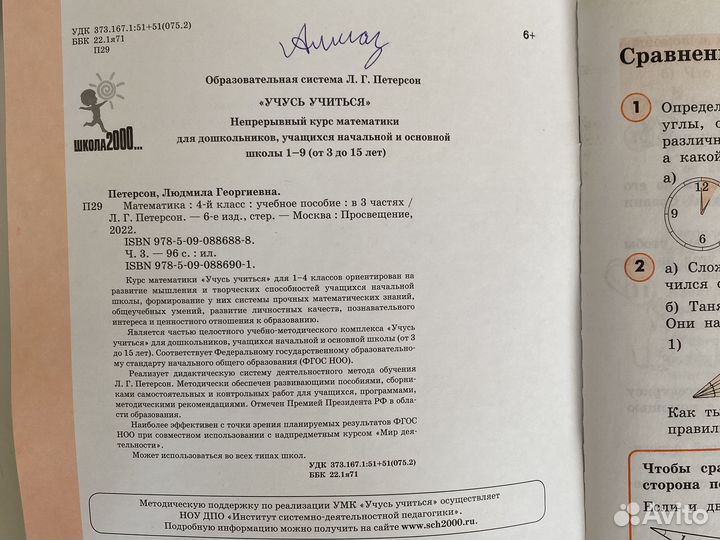 УДК 373.167.1:51+51(075.2)
ББК 22.1я71
П29
6+
Образовательная система Л. Г. Петерсон
«УЧУСЬ УЧИТЬСЯ»
Непрерывный курс математики
для дошкольников, учащихся начальной и основной
школы 1–9 (от 3 до 15 лет)
ШКОЛА2000...
Петерсон, Людмила Георгиевна.
П29 Математика : 4-й класс : учебное пособие : в 3 частях /
Л. Г. Петерсон. — 6-е изд., стер. — Москва : Просвещение,
2022.
ISBN 978-5-09-088688-8.
Ч. 3. — 96 с. : ил.
ISBN 978-5-09-088690-1.
Курс математики «Учусь учиться» для 1–4 классов ориентирован на
развитие мышления и творческих способностей учащихся начальной
школы, формирование у них системы прочных математических знаний,
общеучебных умений, развитие личностных качеств, познавательного
интереса и ценностного отношения к образованию.
Является частью целостного учебно-методического комплекса «Учусь
учиться» для дошкольников, учащихся начальной и основной школы (от 3
до 15 лет). Соответствует Федеральному государственному образовательно-
му стандарту начального общего образования (ФГОС НОО).
Реализует дидактическую систему деятельностного метода обучения
Л. Г. Петерсон. Методически обеспечен развивающими пособиями, сборни-
ками самостоятельных и контрольных работ для учащихся, программами,
методическими рекомендациями. Отмечен Премией Президента РФ в обла-
сти образования.
Наиболее эффективен с точки зрения планируемых результатов ФГОС
НОО при совместном использовании с надпредметным курсом «Мир дея-
тельности».
Может использоваться во всех типах школ.
УДК 373.167.1:51+51(075.2)
ББК 22.1я71
Методическую поддержку по реализации УМК «Учусь учиться» осуществляет
НОУ ДПО «Институт системно-деятельностной педагогики».
Подробную информацию можно получить на сайте www.sch2000.ru.
Сравнени
1 Определ
углы, с
различн
а какой
а)
12
9
6
2 а) Слож
чился с
б) Таня
Они на
1)
Как ты
правил
Чтобы сра
сторона по
Если и дв
Avito